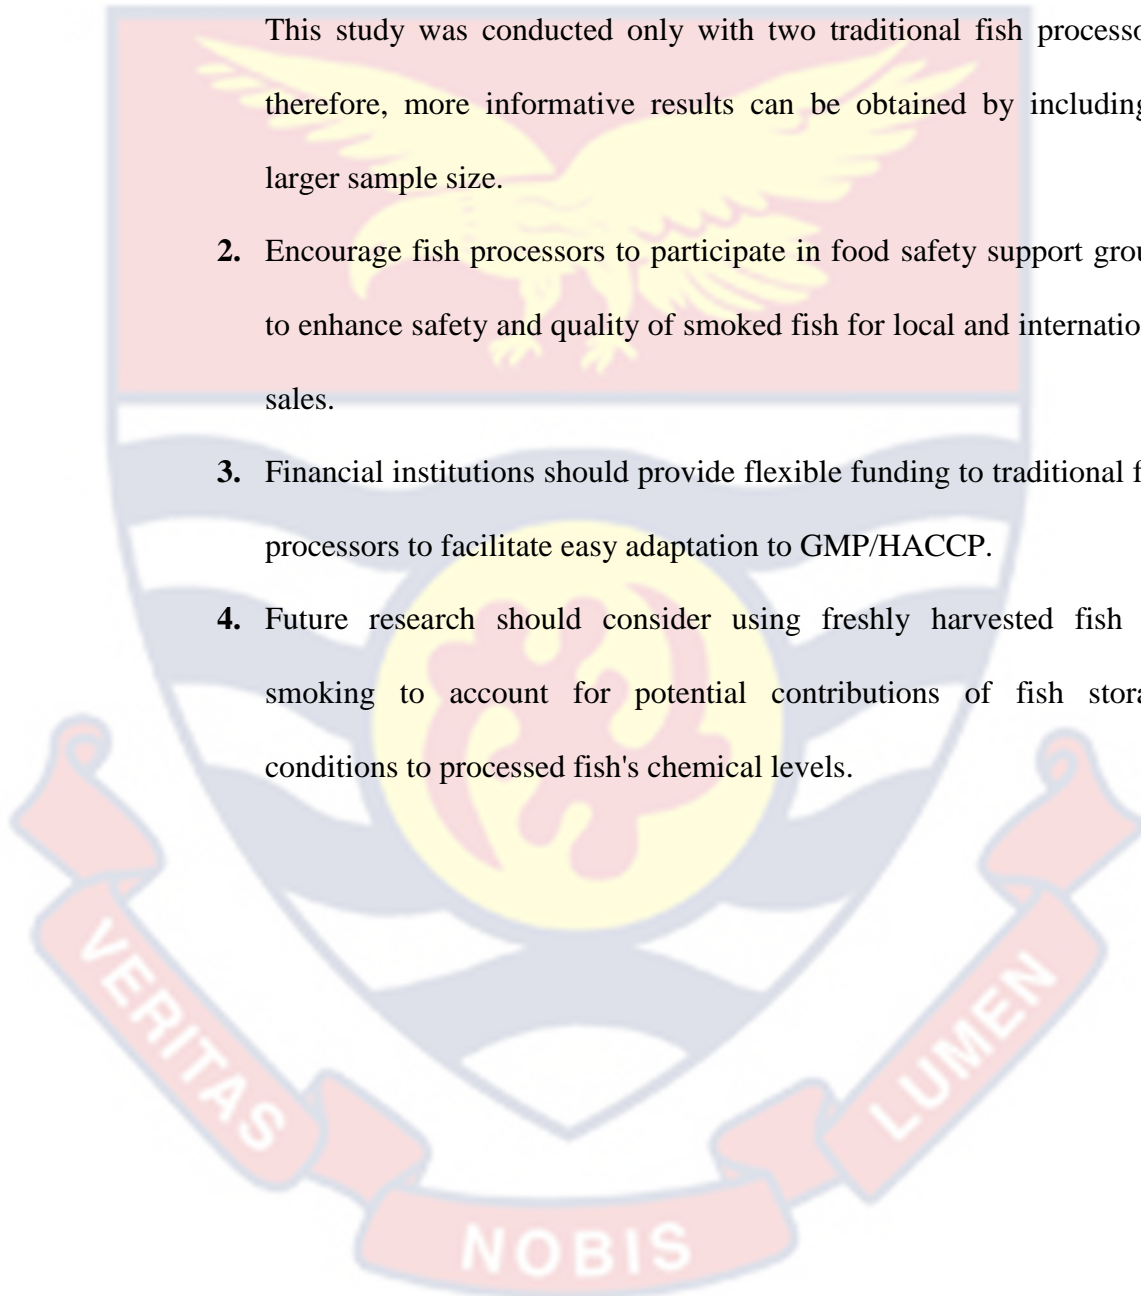 This study was conducted only with two traditional fish processo
therefore, more informative results can be obtained by including
larger sample size.
2. Encourage fish processors to participate in food safety support grou
to enhance safety and quality of smoked fish for local and internatio
sales.
3. Financial institutions should provide flexible funding to traditional f
processors to facilitate easy adaptation to GMP/HACCP.
4. Future research should consider using freshly harvested fish
smoking to account for potential contributions of fish stora
conditions to processed fish's chemical levels.
VERITAS
NOBIS
LUMEN